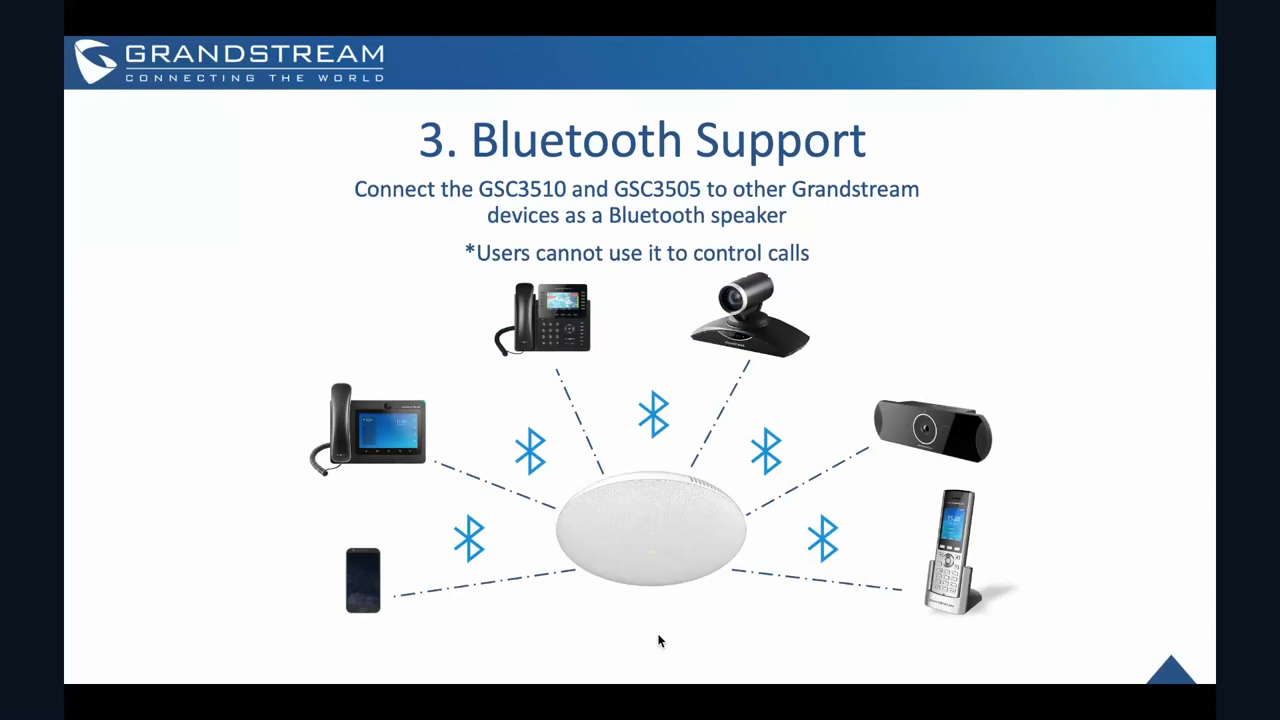 GRANDSTREAM
CONNECTING THE WORLD
3. Bluetooth Support
Connect the GSC3510 and GSC3505 to other Grandstream
devices as a Bluetooth speaker
*Users cannot use it to control calls